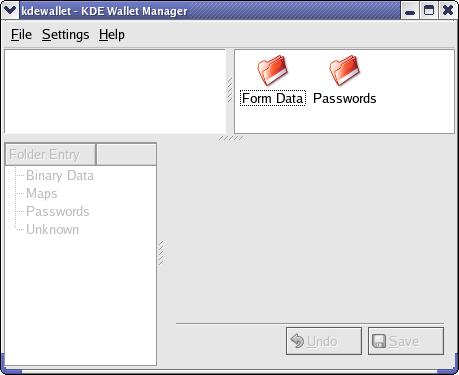 kdewallet - KDE Wallet Manager
File Settings Help
Form Data Passwords
Folder Entry
Binary Data
Maps
Passwords
Unknown
Undo Save